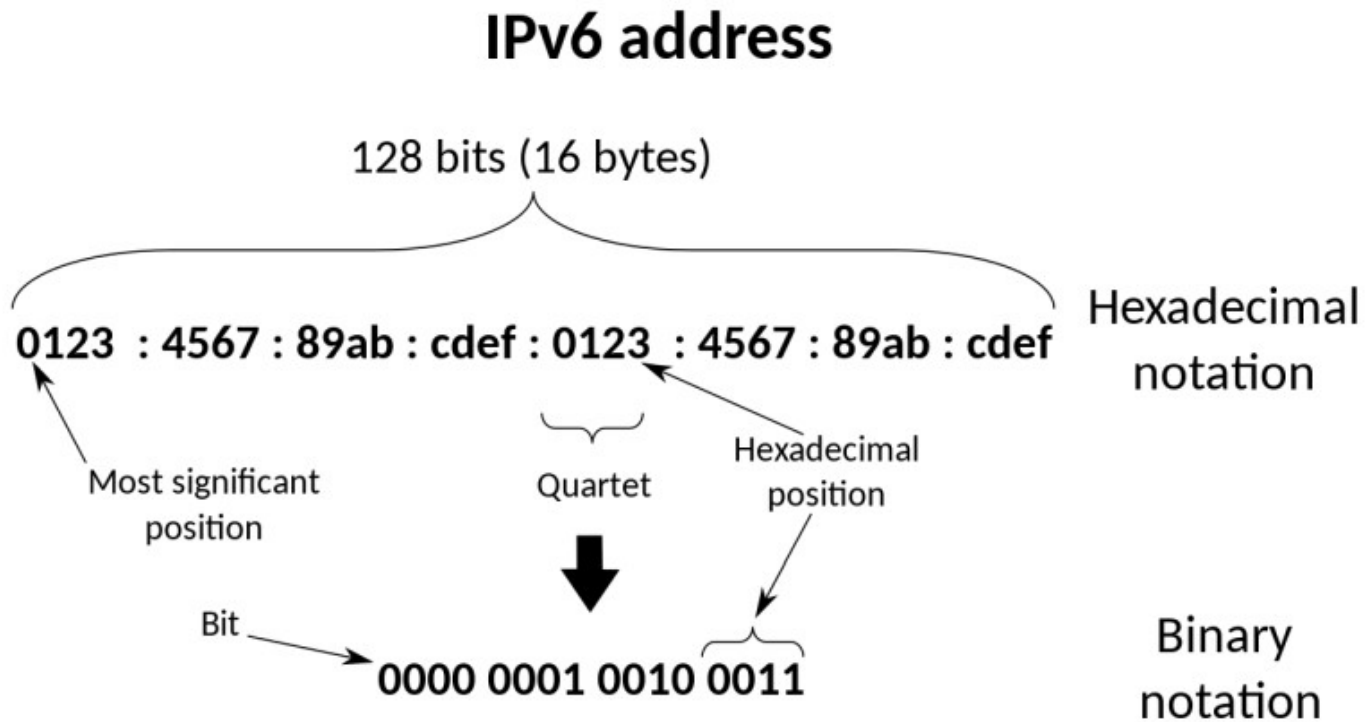 IPv6 address
128 bits (16 bytes)
0123 : 4567 : 89ab : cdef : 0123 : 4567 : 89ab : cdef
Hexadecimal
notation
Most significant
position
Quartet
Hexadecimal
position
Bit
0000 0001 0010 0011
Binary
notation